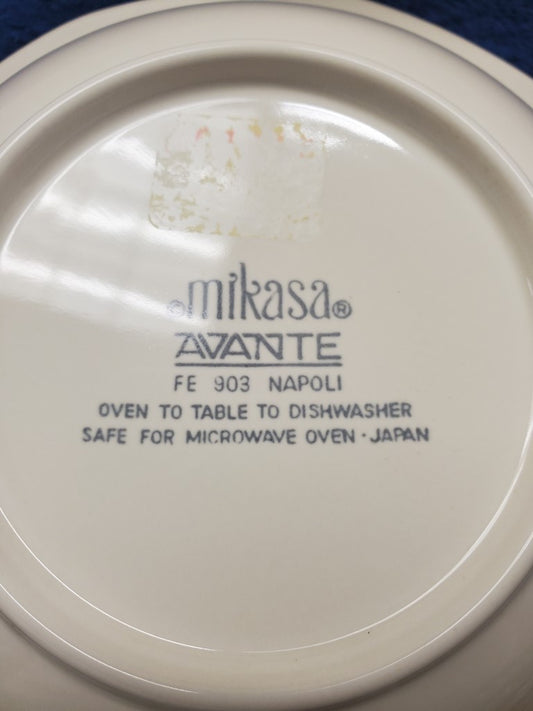 ©mikasa®
AVANTE
FE 903 NAPOLI
OVEN TO TABLE TO DISHWASHER
SAFE FOR MICROWAVE OVEN · JAPAN